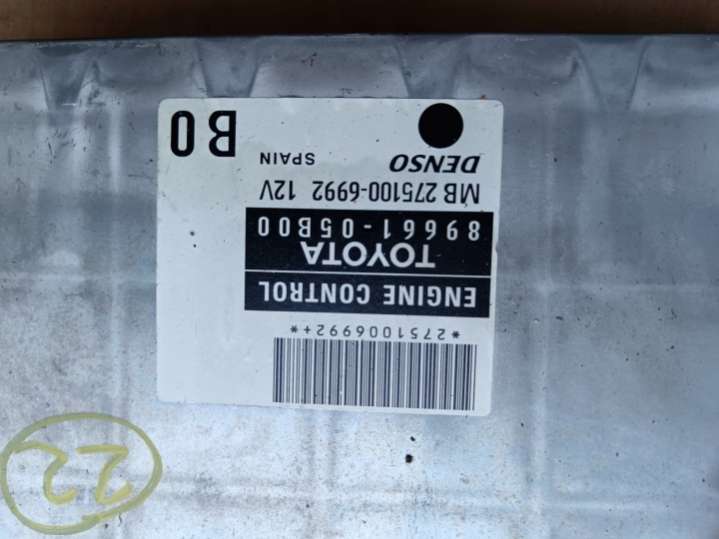 *2751006992+*
ENGINE CONTROL
TOYOTA
89661-05B00
MB 275100-6992 12V
DENSO SPAIN
B0
22